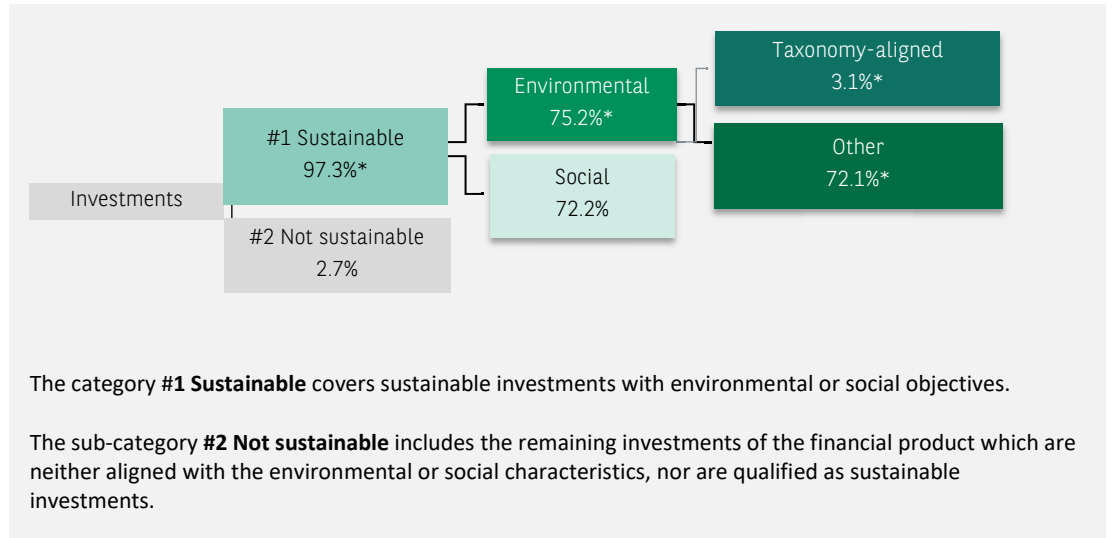 Taxonomy-aligned
3.1%*
Environmental
75.2%*
#1 Sustainable
97.3%*
Other
72.1%*
Social
72.2%
Investments
#2 Not sustainable
2.7%
The category #1 Sustainable covers sustainable investments with environmental or social objectives.
The sub-category #2 Not sustainable includes the remaining investments of the financial product which are
neither aligned with the environmental or social characteristics, nor are qualified as sustainable
investments.